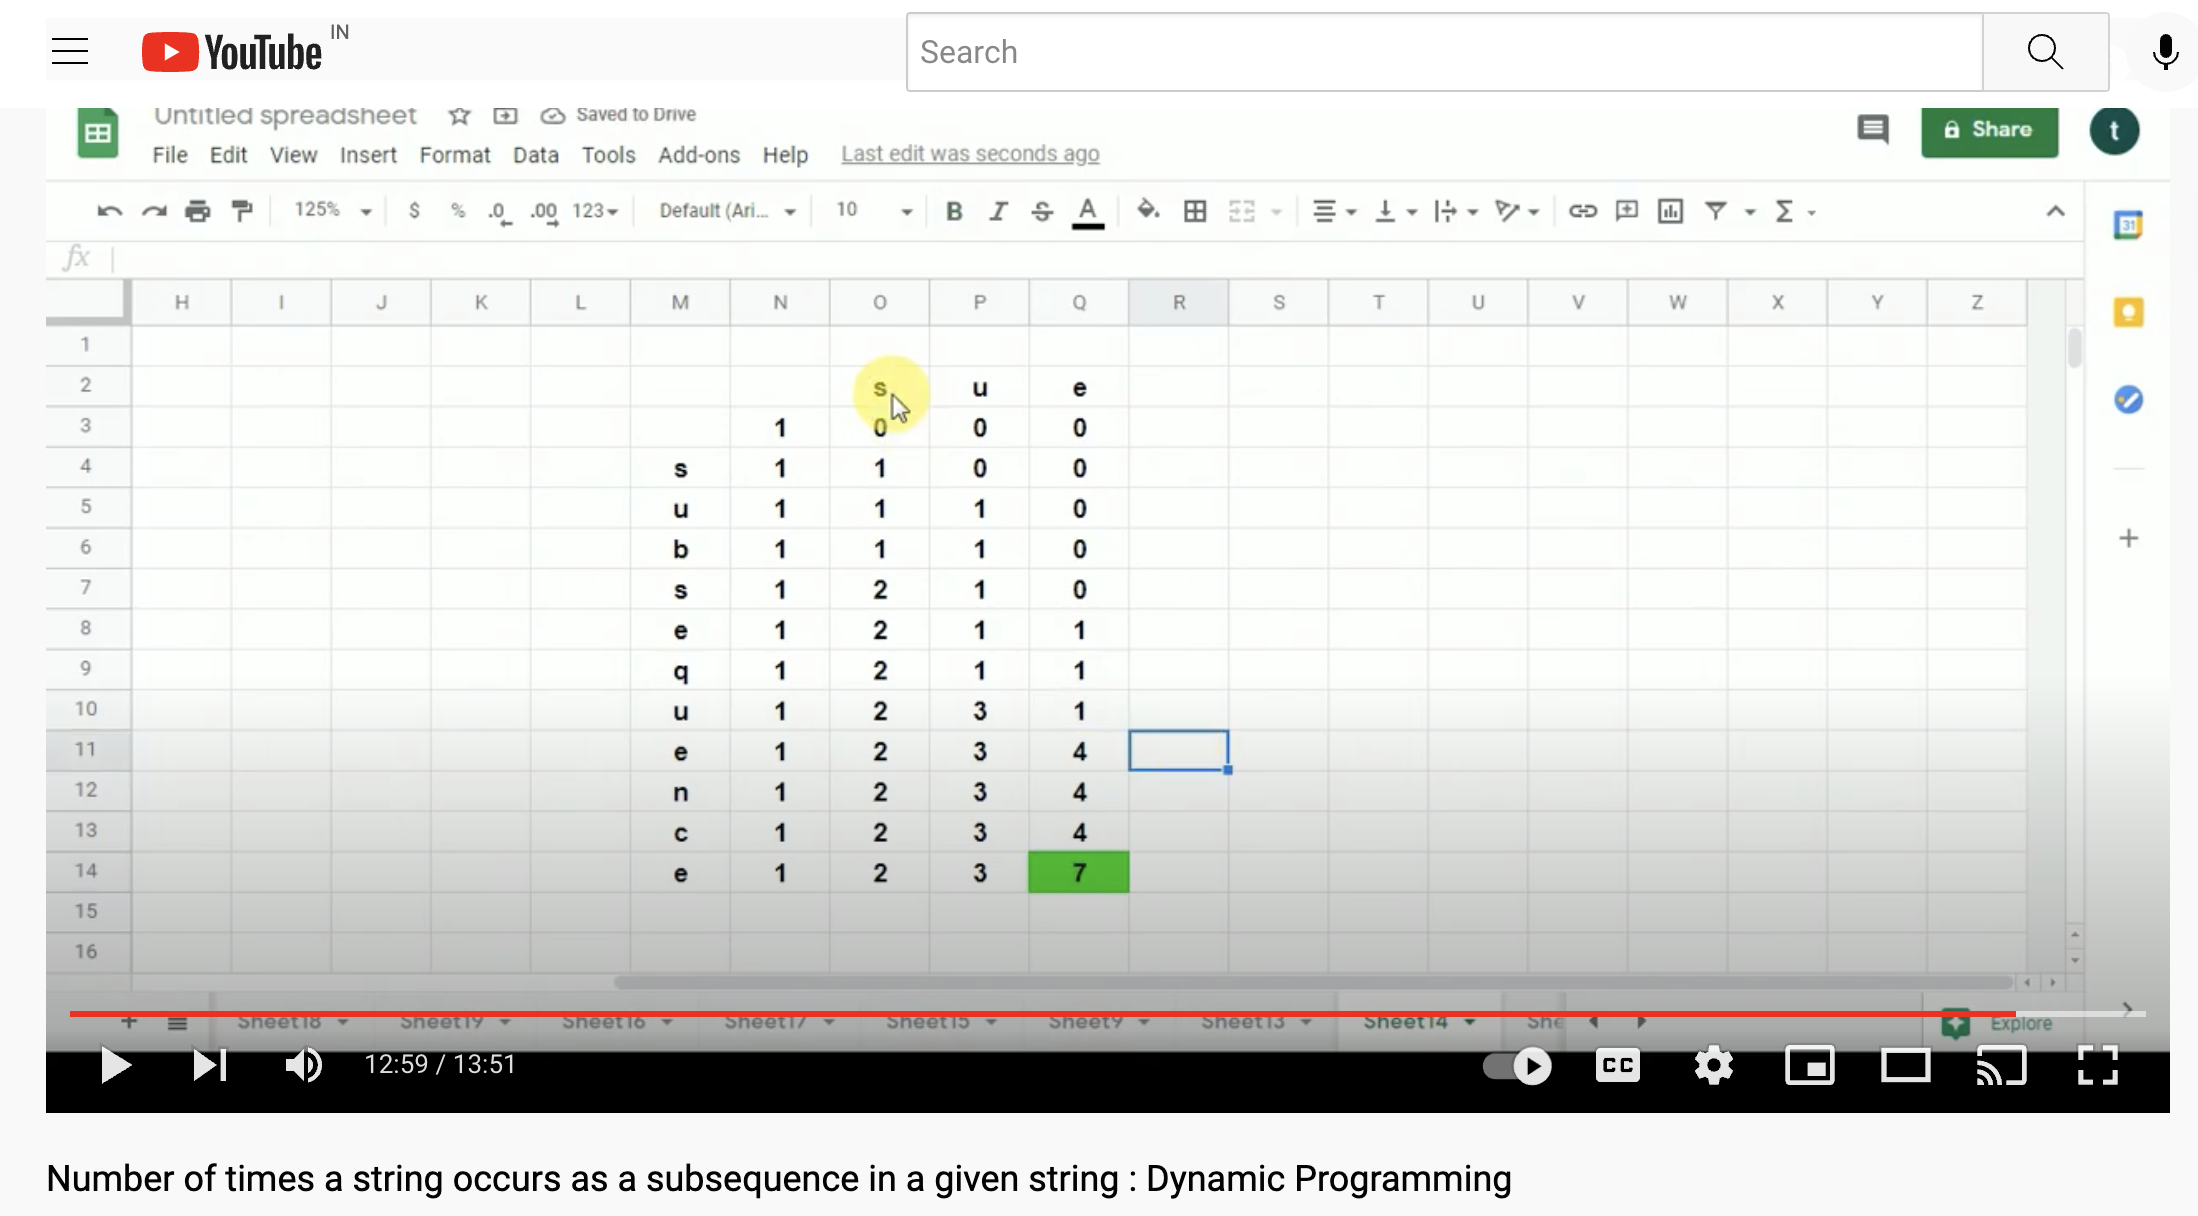 YouTube IN
Search
Untitled spreadsheet Saved to Drive
Share t
File Edit View Insert Format Data Tools Add-ons Help Last edit was seconds ago
125% $ % .0 .00 123 Default (Ari... 10 B I S A Σ
31
fx
H I J K L M N O P Q R S T U V W X Y Z
1
2 s u e
3 1 0 0 0
4 s 1 1 0 0
5 u 1 1 1 0
6 b 1 1 1 0
7 s 1 2 1 0
8 e 1 2 1 1
9 q 1 2 1 1
10 u 1 2 3 1
11 e 1 2 3 4
12 n 1 2 3 4
13 c 1 2 3 4
14 e 1 2 3 7
15
16
+ Sheet18 Sheet19 Sheet16 Sheet17 Sheet15 Sheet9 Sheet13 Sheet14 She Explore
12:59 / 13:51 CC
Number of times a string occurs as a subsequence in a given string : Dynamic Programming